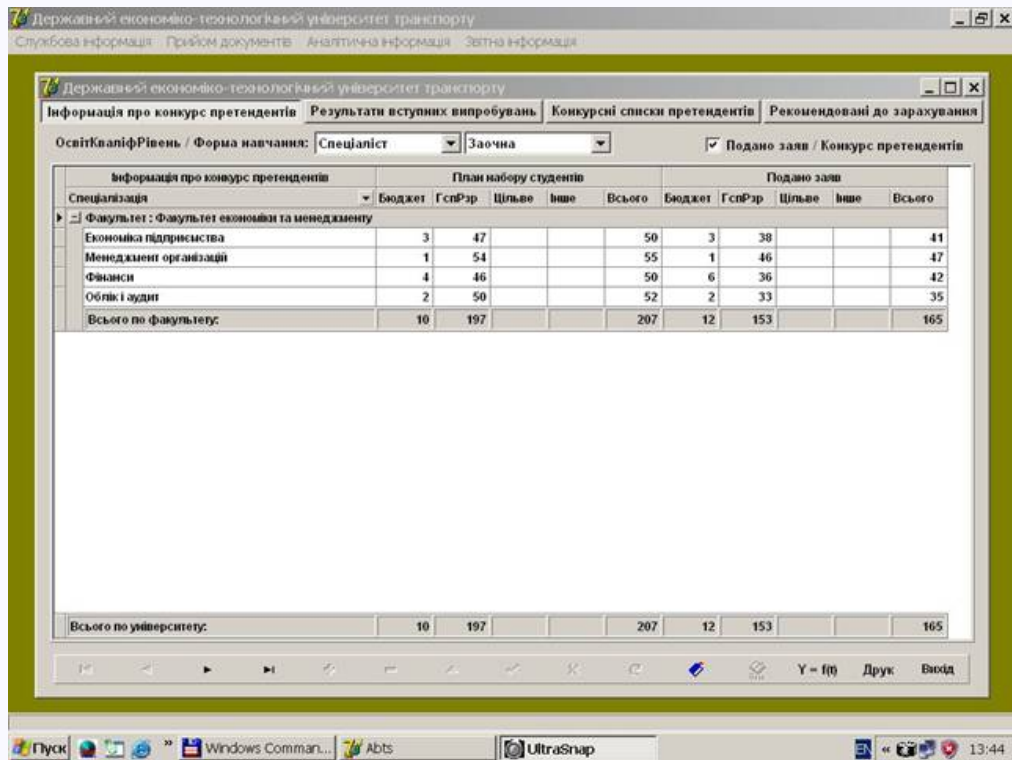 Державний економіко-технологічний університет транспорту
Службова інформація Прийом документів Аналітична інформація Звітна інформація
Державний економіко-технологічний університет транспорту
Інформація про конкурс претендентів Результати вступних випробувань Конкурсні списки претендентів Рекомендовані до зарахування
ОсвітКваліфРівень / Форма навчання: Спеціаліст Заочна Подано заяв / Конкурс претендентів
Інформація про конкурс претендентів План набору студентів Подано заяв
Спеціалізація Бюджет ГспРзр Цільве Інше Всього Бюджет ГспРзр Цільве Інше Всього
Факультет : Факультет економіки та менеджменту
Економіка підприємства 3 47 50 3 38 41
Менеджмент організацій 1 54 55 1 46 47
Фінанси 4 46 50 6 36 42
Облік і аудит 2 50 52 2 33 35
Всього по факультету: 10 197 207 12 153 165
Всього по університету: 10 197 207 12 153 165
Y = f(t) Друк Вихід
Пуск » Windows Comman... Abts UltraSnap EN « 13:44